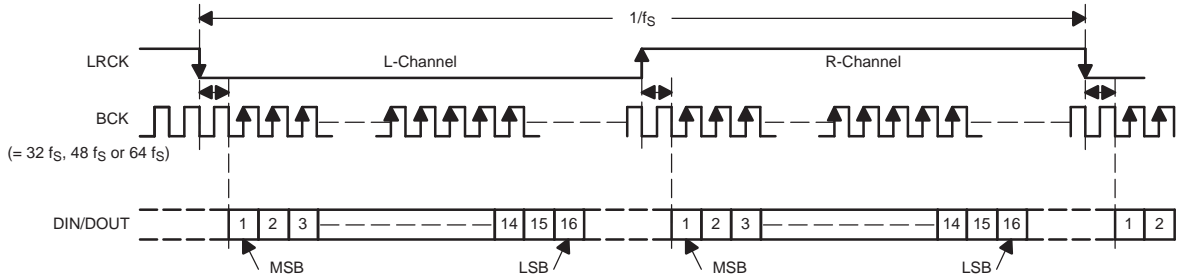 1/fS
LRCK L-Channel R-Channel
BCK
(= 32 fS, 48 fS or 64 fS)
DIN/DOUT 1 2 3 14 15 16 1 2 3 14 15 16 1 2
MSB LSB MSB LSB